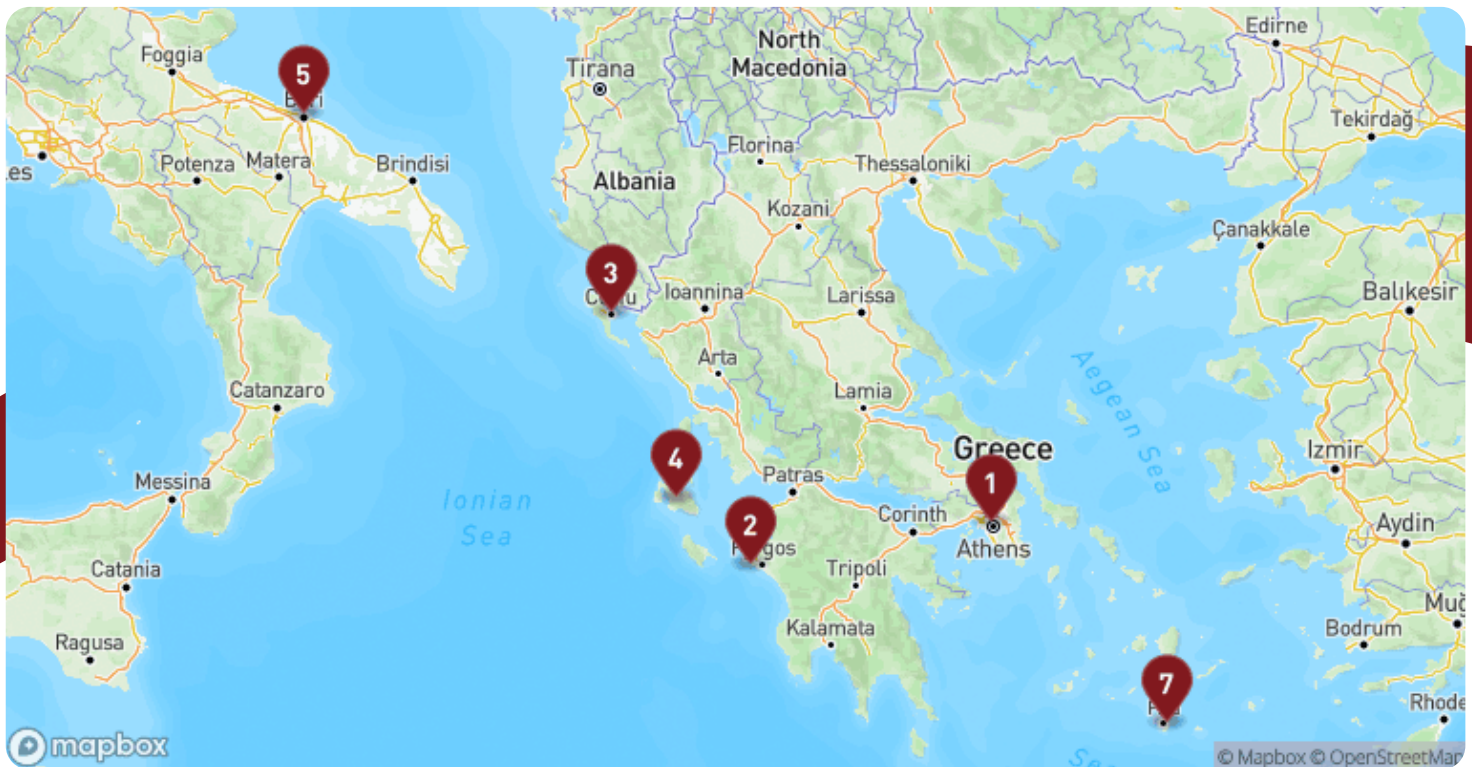 Edirne
Foggia
North
Macedonia
Tirana
5
Tekirdağ
Florina
Potenza
Matera
Brindisi
Thessaloniki
Albania
Kozani
Çanakkale
3
Ioannina
Larissa
Balıkesir
Arta
Aegean Sea
Catanzaro
Lamia
Greece
Izmir
4
Patras
1
Messina
Ionian
Sea
Corinth
2
Aydin
Athens
Catania
Tripoli
Kalamata
Bodrum
Ragusa
7
mapbox
© Mapbox © OpenStreetMap